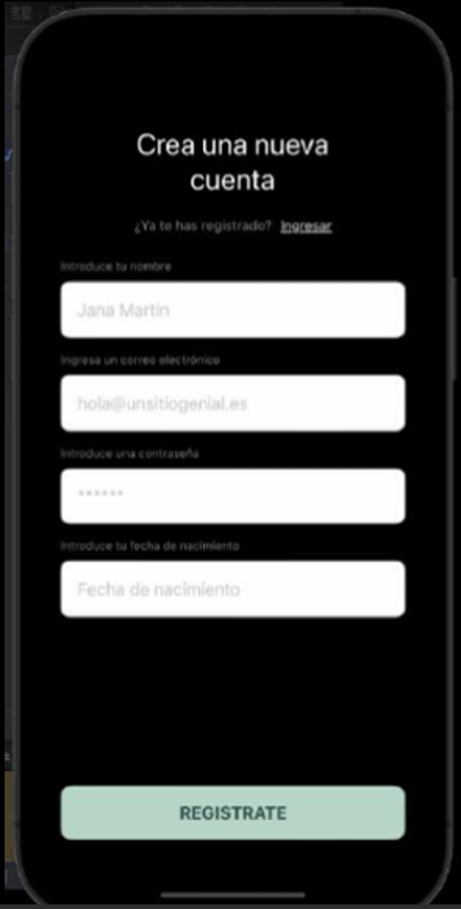 Crea una nueva
cuenta
¿Ya te has registrado? Ingresar
Introduce tu nombre
Jana Martin
Ingresa un correo electrónico
hola@unsitiogenial.es
Introduce una contraseña
••••••
Introduce tu fecha de nacimiento
Fecha de nacimiento
REGISTRATE